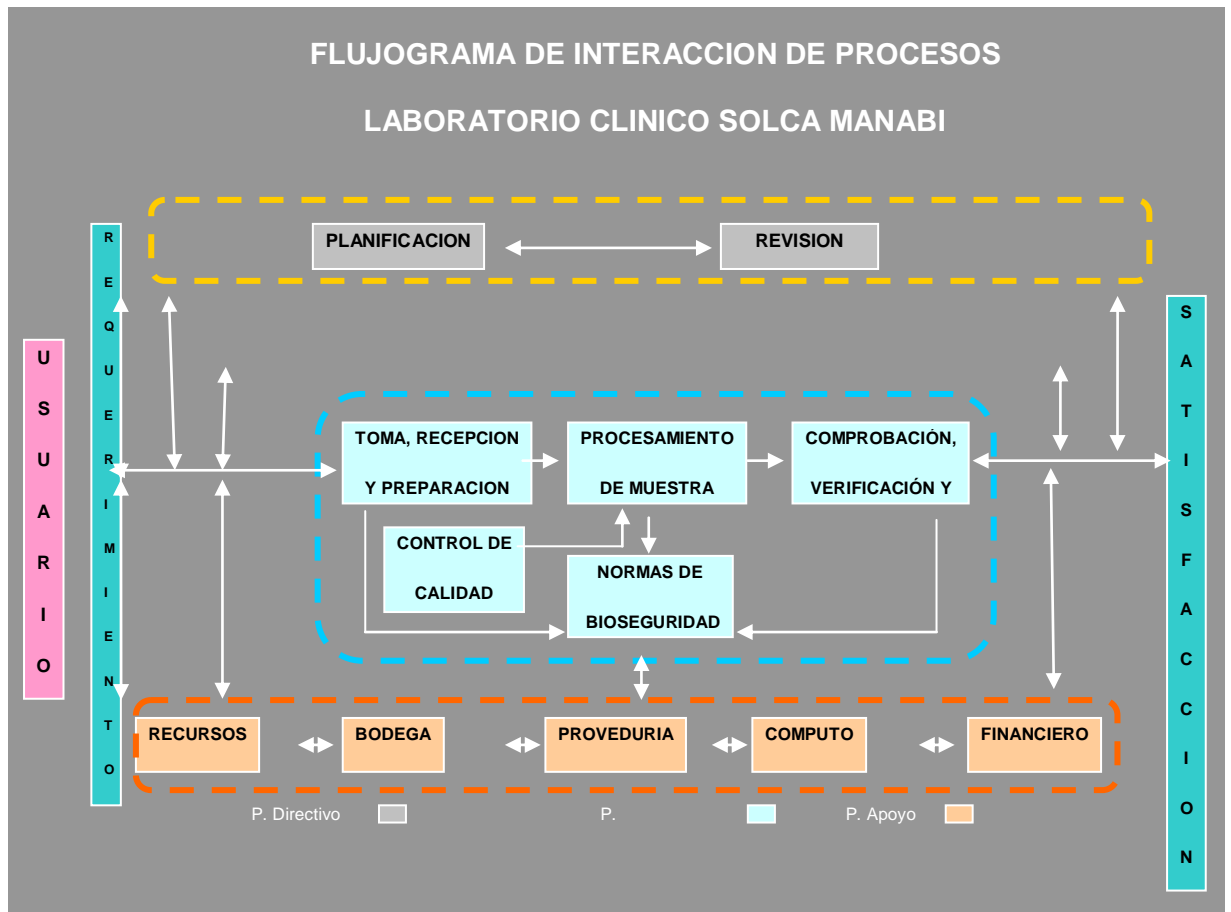 FLUJOGRAMA DE INTERACCION DE PROCESOS
LABORATORIO CLINICO SOLCA MANABI
PLANIFICACION
REVISION
USUARIO
REQUERIMIENTO
SATISFACCION
TOMA, RECEPCION
Y PREPARACION
PROCESAMIENTO
DE MUESTRA
COMPROBACIÓN,
VERIFICACIÓN Y
CONTROL DE
CALIDAD
NORMAS DE
BIOSEGURIDAD
RECURSOS
BODEGA
PROVEDURIA
COMPUTO
FINANCIERO
P. Directivo
P.
P. Apoyo